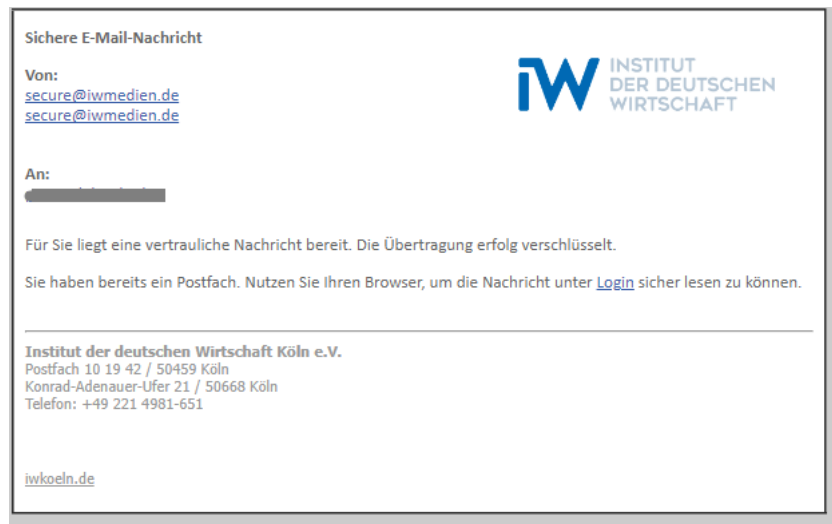 Sichere E-Mail-Nachricht
Von:
secure@iwmedien.de
secure@iwmedien.de
iW INSTITUT
DER DEUTSCHEN
WIRTSCHAFT
An:
Für Sie liegt eine vertrauliche Nachricht bereit. Die Übertragung erfolg verschlüsselt.
Sie haben bereits ein Postfach. Nutzen Sie Ihren Browser, um die Nachricht unter Login sicher lesen zu können.
Institut der deutschen Wirtschaft Köln e.V.
Postfach 10 19 42 / 50459 Köln
Konrad-Adenauer-Ufer 21 / 50668 Köln
Telefon: +49 221 4981-651
iwkoeln.de